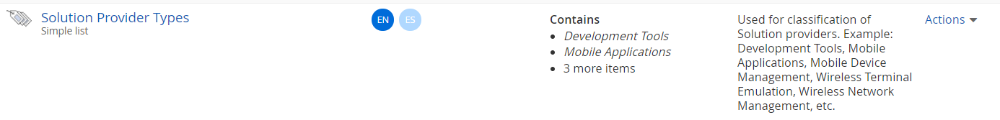 Solution Provider Types
Simple list
EN
ES
Contains
• Development Tools
• Mobile Applications
• 3 more items
Used for classification of
Solution providers. Example:
Development Tools, Mobile
Applications, Mobile Device
Management, Wireless Terminal
Emulation, Wireless Network
Management, etc.
Actions